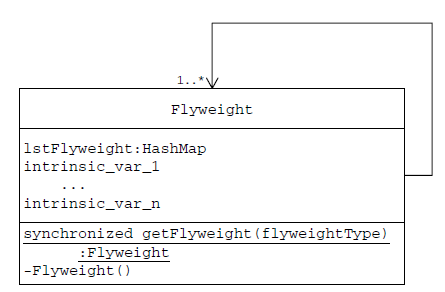 1..*
Flyweight
lstFlyweight:HashMap
intrinsic_var_1
...
intrinsic_var_n
synchronized getFlyweight(flyweightType)
:Flyweight
-Flyweight()